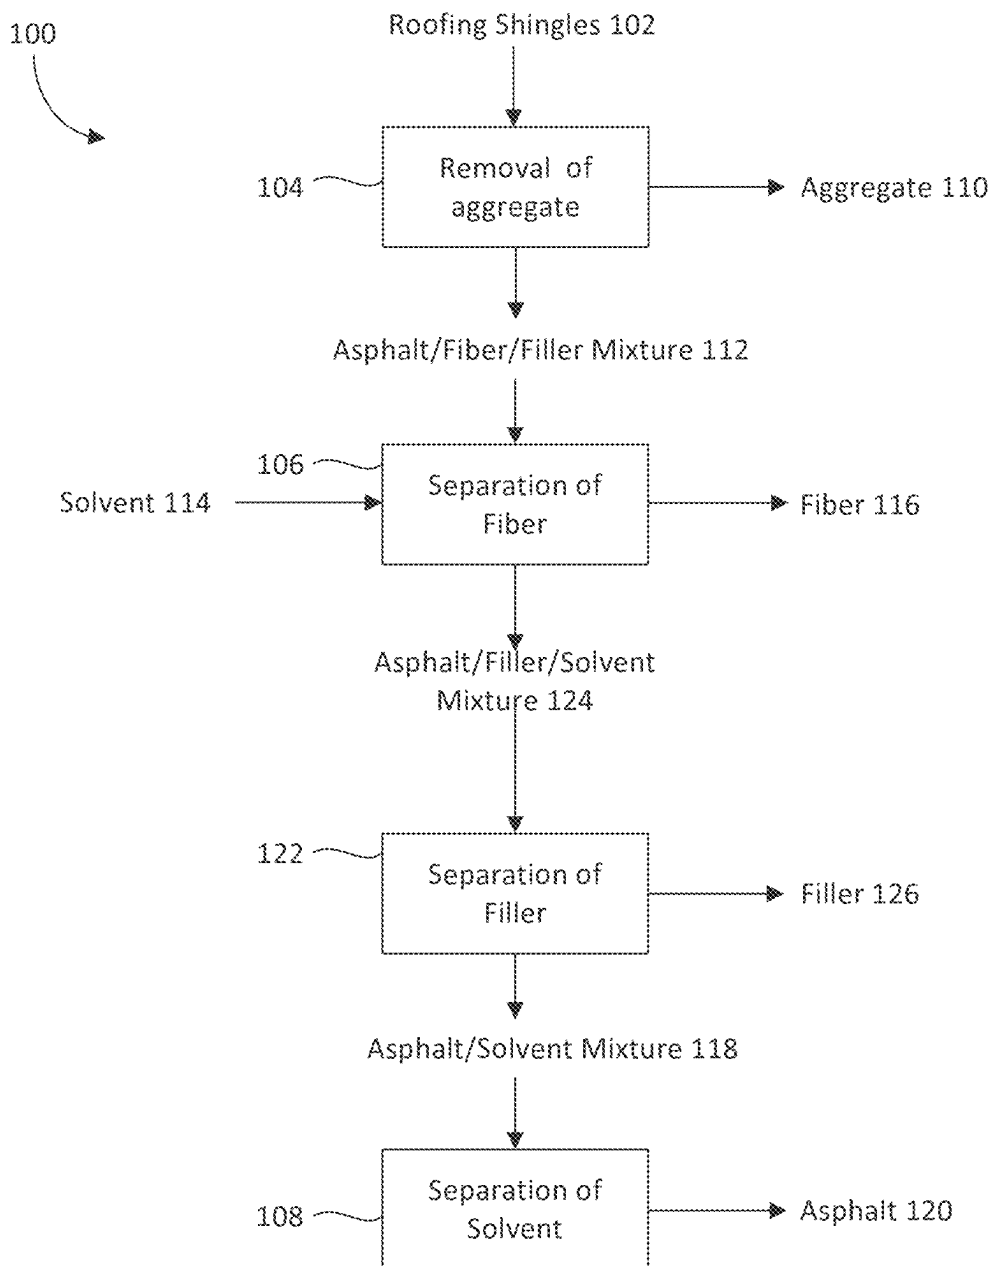 100
Roofing Shingles 102
104
Removal of
aggregate
Aggregate 110
Asphalt/Fiber/Filler Mixture 112
106
Solvent 114
Separation of
Fiber
Fiber 116
Asphalt/Filler/Solvent
Mixture 124
122
Separation of
Filler
Filler 126
Asphalt/Solvent Mixture 118
108
Separation of
Solvent
Asphalt 120